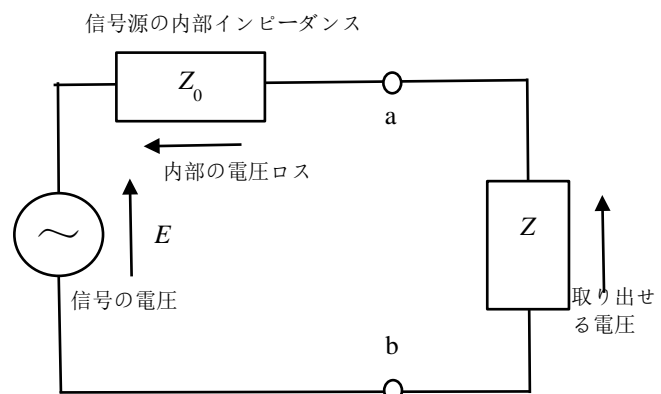 信号源の内部インピーダンス
Z0
a
内部の電圧ロス
E
Z
信号の電圧
取り出せ
る電圧
b